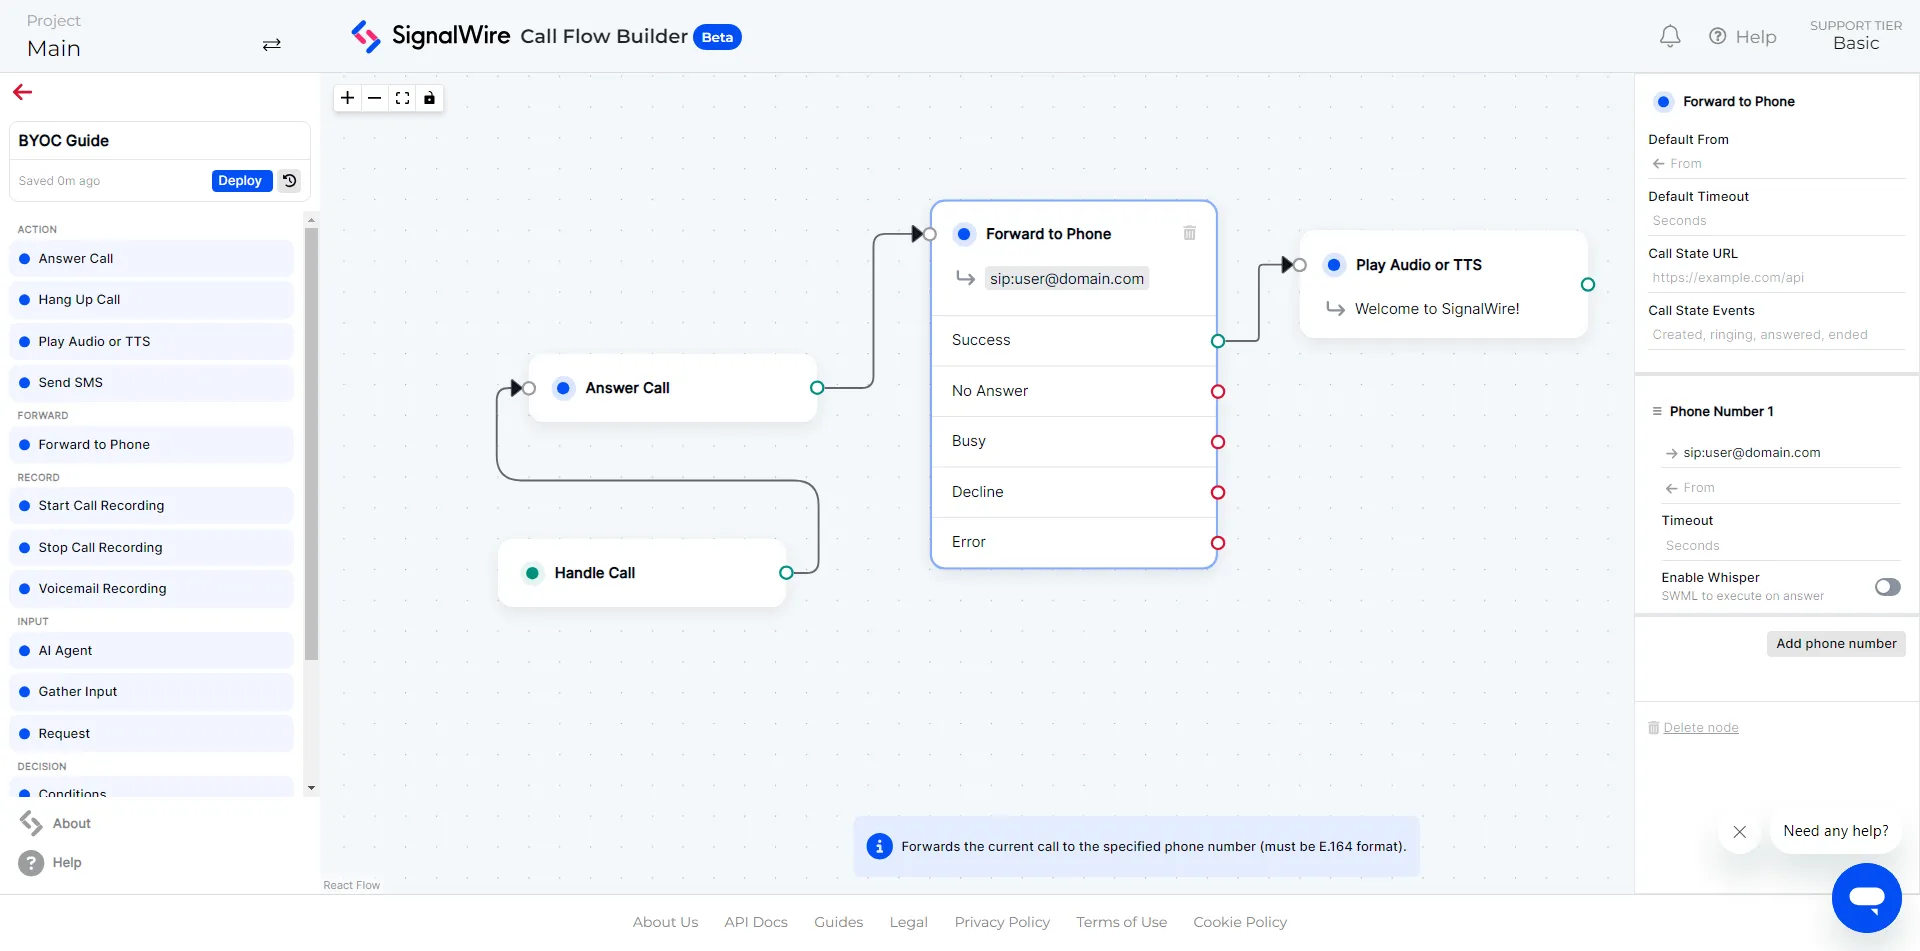 Project
Main
SignalWire Call Flow Builder Beta
Help
SUPPORT TIER
Basic
BYOC Guide
Saved 0m ago
Deploy
ACTION
Answer Call
Hang Up Call
Play Audio or TTS
Send SMS
FORWARD
Forward to Phone
RECORD
Start Call Recording
Stop Call Recording
Voicemail Recording
INPUT
AI Agent
Gather Input
Request
DECISION
Conditions
About
Help
Answer Call
Handle Call
Forward to Phone
sip:user@domain.com
Success
No Answer
Busy
Decline
Error
Play Audio or TTS
Welcome to SignalWire!
Forwards the current call to the specified phone number (must be E.164 format).
React Flow
Forward to Phone
Default From
From
Default Timeout
Seconds
Call State URL
https://example.com/api
Call State Events
Created, ringing, answered, ended
Phone Number 1
sip:user@domain.com
From
Timeout
Seconds
Enable Whisper
SWML to execute on answer
Add phone number
Delete node
Need any help?
About Us API Docs Guides Legal Privacy Policy Terms of Use Cookie Policy